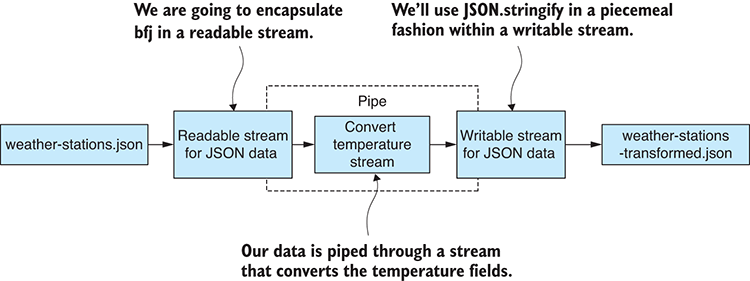 We are going to encapsulate
bfj in a readable stream.
We'll use JSON.stringify in a piecemeal
fashion within a writable stream.
Pipe
weather-stations.json
Readable stream
for JSON data
Convert
temperature
stream
Writable stream
for JSON data
weather-stations
-transformed.json
Our data is piped through a stream
that converts the temperature fields.